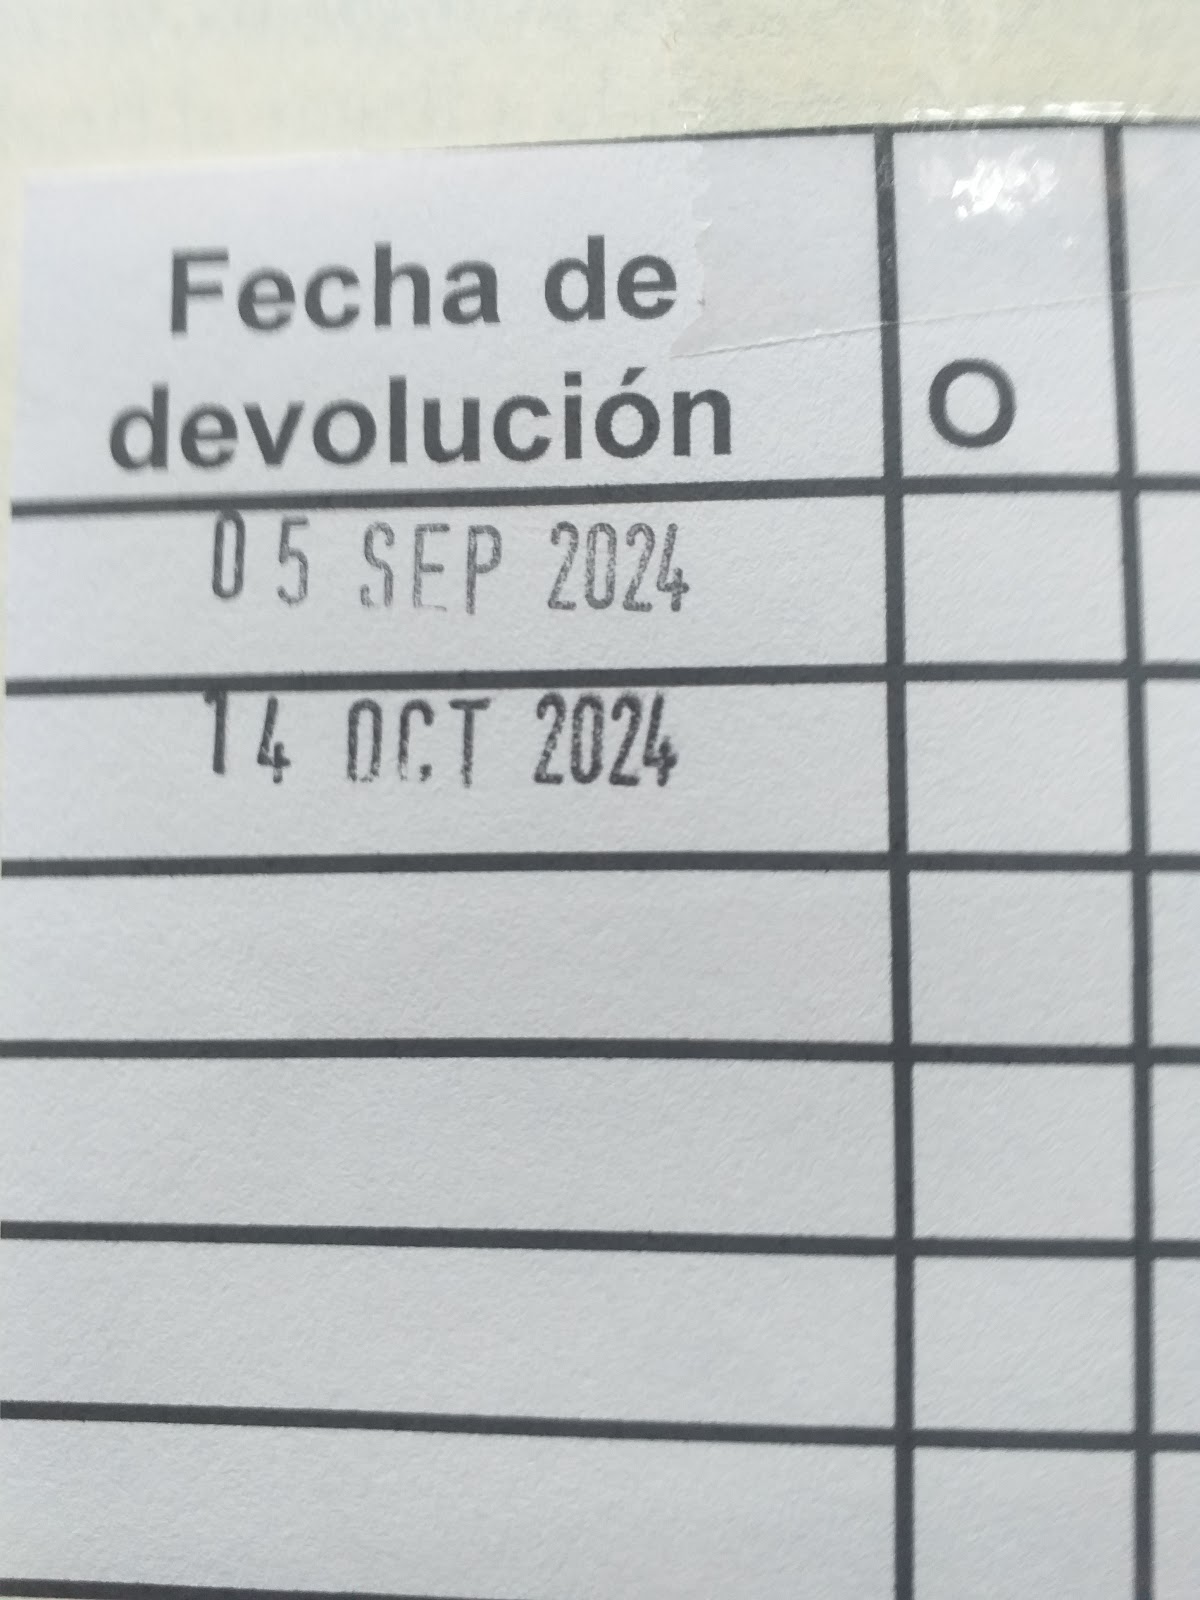 Fecha de
devolución
O
05 SEP 2024
14 OCT 2024